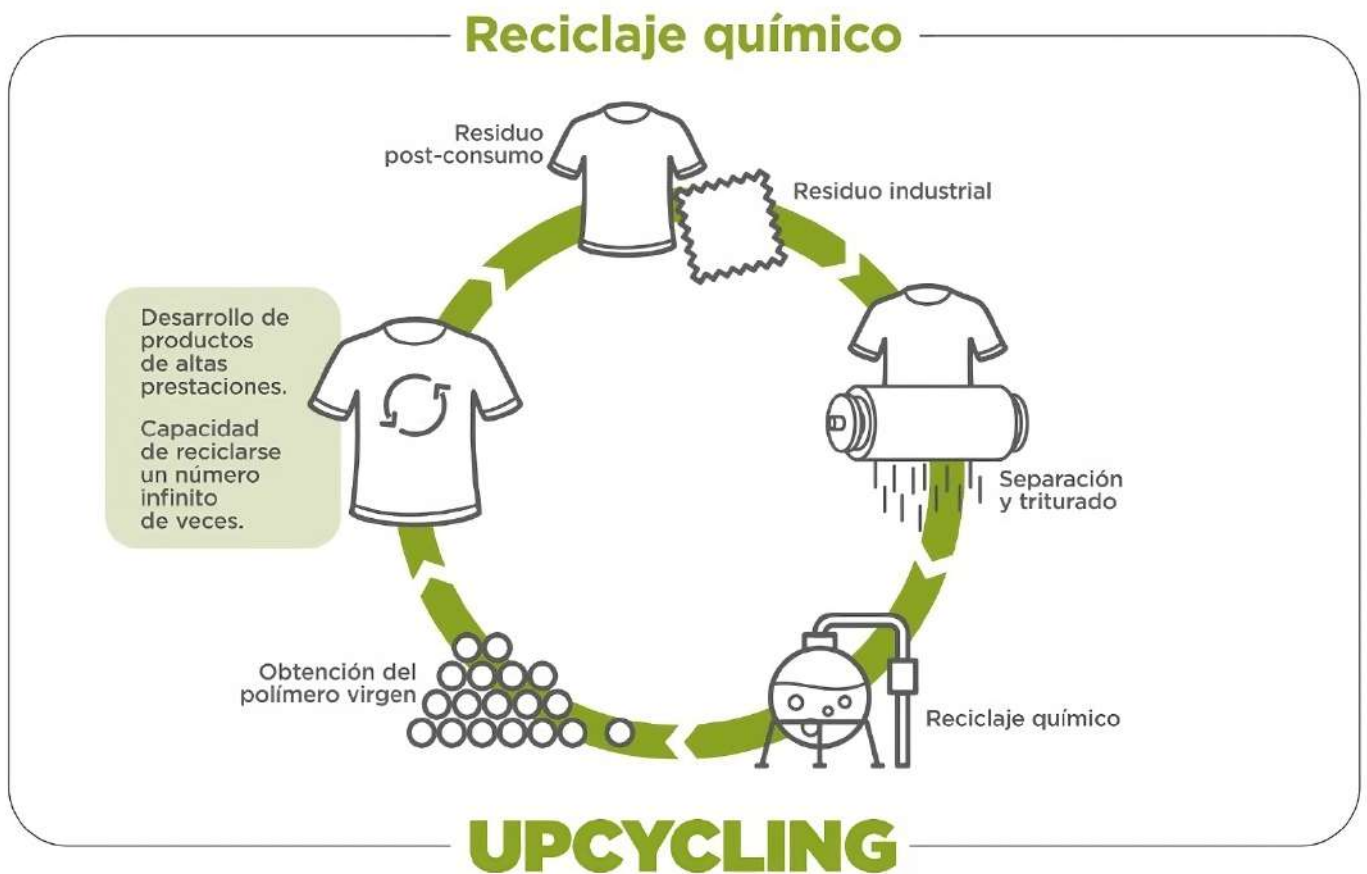 Reciclaje químico
Residuo
post-consumo
Residuo industrial
Desarrollo de
productos
de altas
prestaciones.
Capacidad
de reciclarse
un número
infinito
de veces.
Separación
y triturado
Obtención del
polímero virgen
Reciclaje químico
UPCYCLING